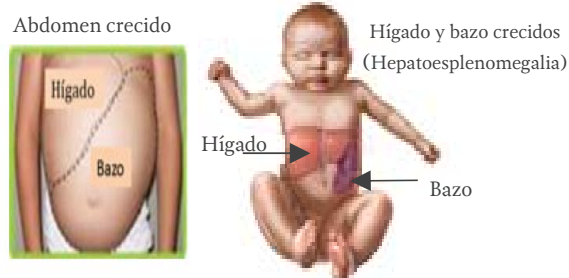 Abdomen crecido
Hígado
Bazo
Hígado y bazo crecidos
(Hepatoesplenomegalia)
Hígado
Bazo